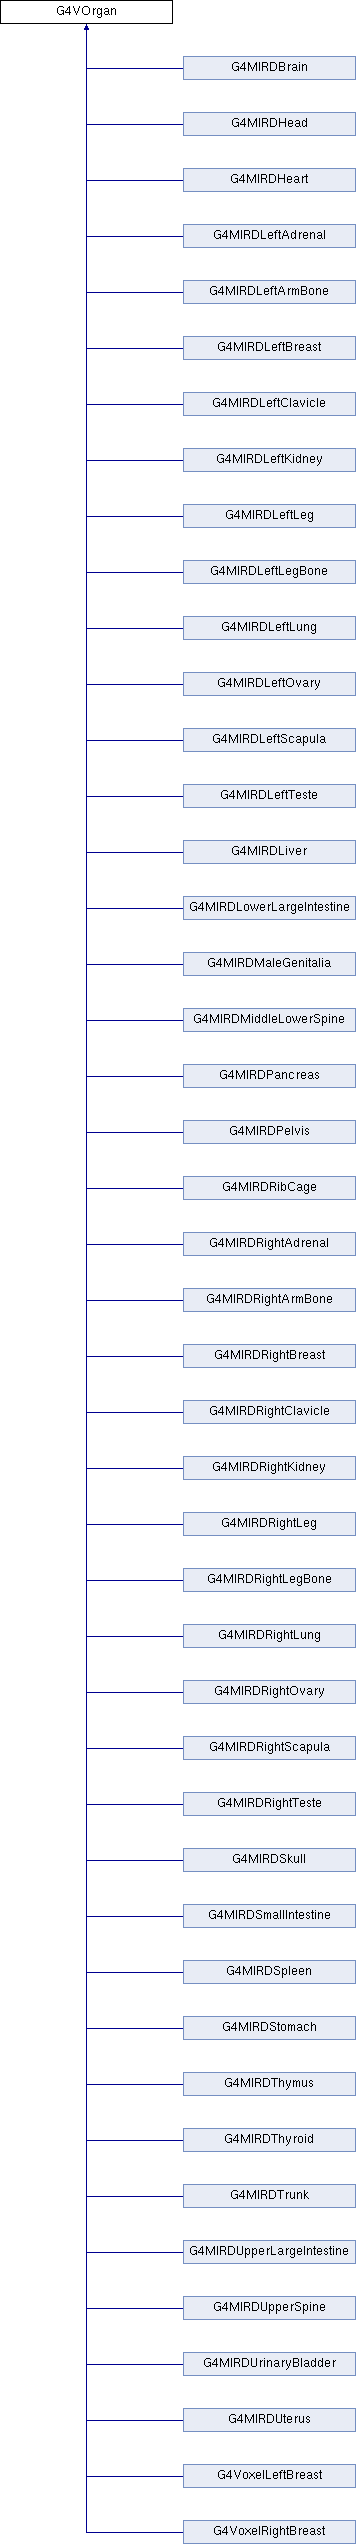 G4VOrgan
G4MIRDBrain
G4MIRDHead
G4MIRDHeart
G4MIRDLeftAdrenal
G4MIRDLeftArmBone
G4MIRDLeftBreast
G4MIRDLeftClavicle
G4MIRDLeftKidney
G4MIRDLeftLeg
G4MIRDLeftLegBone
G4MIRDLeftLung
G4MIRDLeftOvary
G4MIRDLeftScapula
G4MIRDLeftTeste
G4MIRDLiver
G4MIRDLowerLargeIntestine
G4MIRDMaleGenitalia
G4MIRDMiddleLowerSpine
G4MIRDPancreas
G4MIRDPelvis
G4MIRDRibCage
G4MIRDRightAdrenal
G4MIRDRightArmBone
G4MIRDRightBreast
G4MIRDRightClavicle
G4MIRDRightKidney
G4MIRDRightLeg
G4MIRDRightLegBone
G4MIRDRightLung
G4MIRDRightOvary
G4MIRDRightScapula
G4MIRDRightTeste
G4MIRDSkull
G4MIRDSmallIntestine
G4MIRDSpleen
G4MIRDStomach
G4MIRDThymus
G4MIRDThyroid
G4MIRDTrunk
G4MIRDUpperLargeIntestine
G4MIRDUpperSpine
G4MIRDUrinaryBladder
G4MIRDUterus
G4VoxelLeftBreast
G4VoxelRightBreast